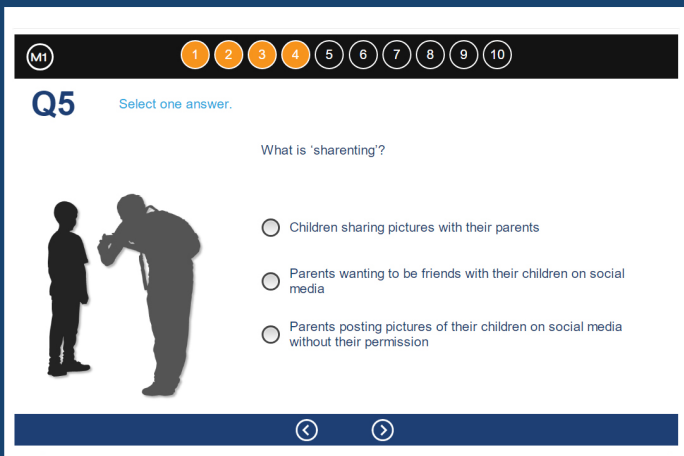 M1
1 2 3 4 5 6 7 8 9 10
Q5
Select one answer.
What is ‘sharenting’?
Children sharing pictures with their parents
Parents wanting to be friends with their children on social
media
Parents posting pictures of their children on social media
without their permission